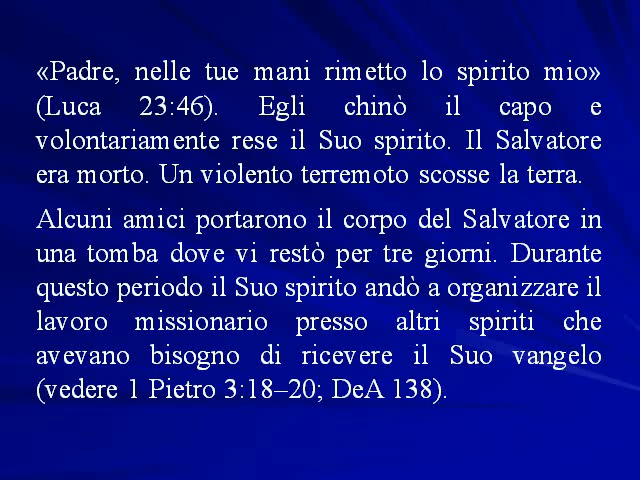 «Padre, nelle tue mani rimetto lo spirito mio»
(Luca 23:46). Egli chinò il capo e
volontariamente rese il Suo spirito. Il Salvatore
era morto. Un violento terremoto scosse la terra.
Alcuni amici portarono il corpo del Salvatore in
una tomba dove vi restò per tre giorni. Durante
questo periodo il Suo spirito andò a organizzare il
lavoro missionario presso altri spiriti che
avevano bisogno di ricevere il Suo vangelo
(vedere 1 Pietro 3:18–20; DeA 138).